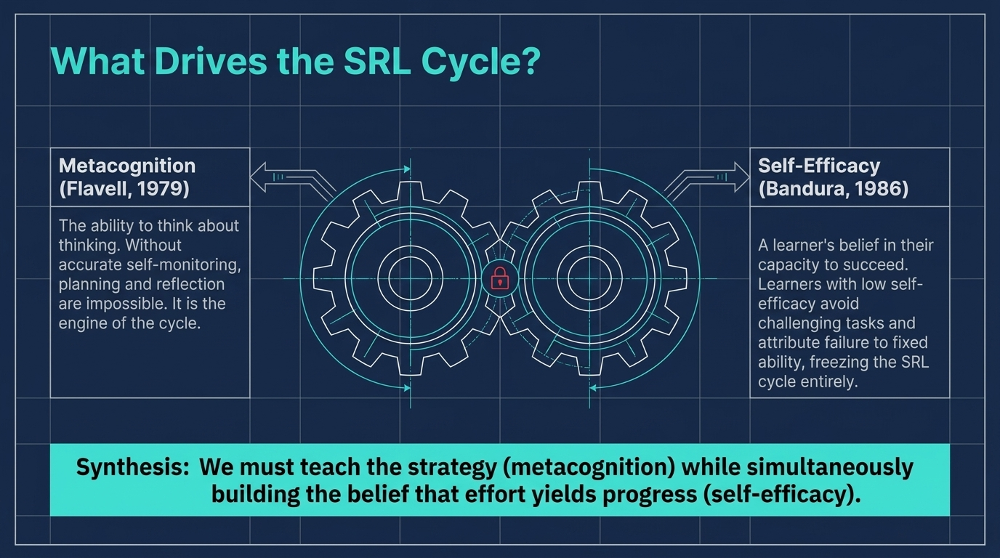 What Drives the SRL Cycle?
Metacognition
(Flavell, 1979)
The ability to think about
thinking. Without
accurate self-monitoring,
planning and reflection
are impossible. It is the
engine of the cycle.
Self-Efficacy
(Bandura, 1986)
A learner's belief in their
capacity to succeed.
Learners with low self-
efficacy avoid
challenging tasks and
attribute failure to fixed
ability, freezing the SRL
cycle entirely.
Synthesis: We must teach the strategy (metacognition) while simultaneously
building the belief that effort yields progress (self-efficacy).